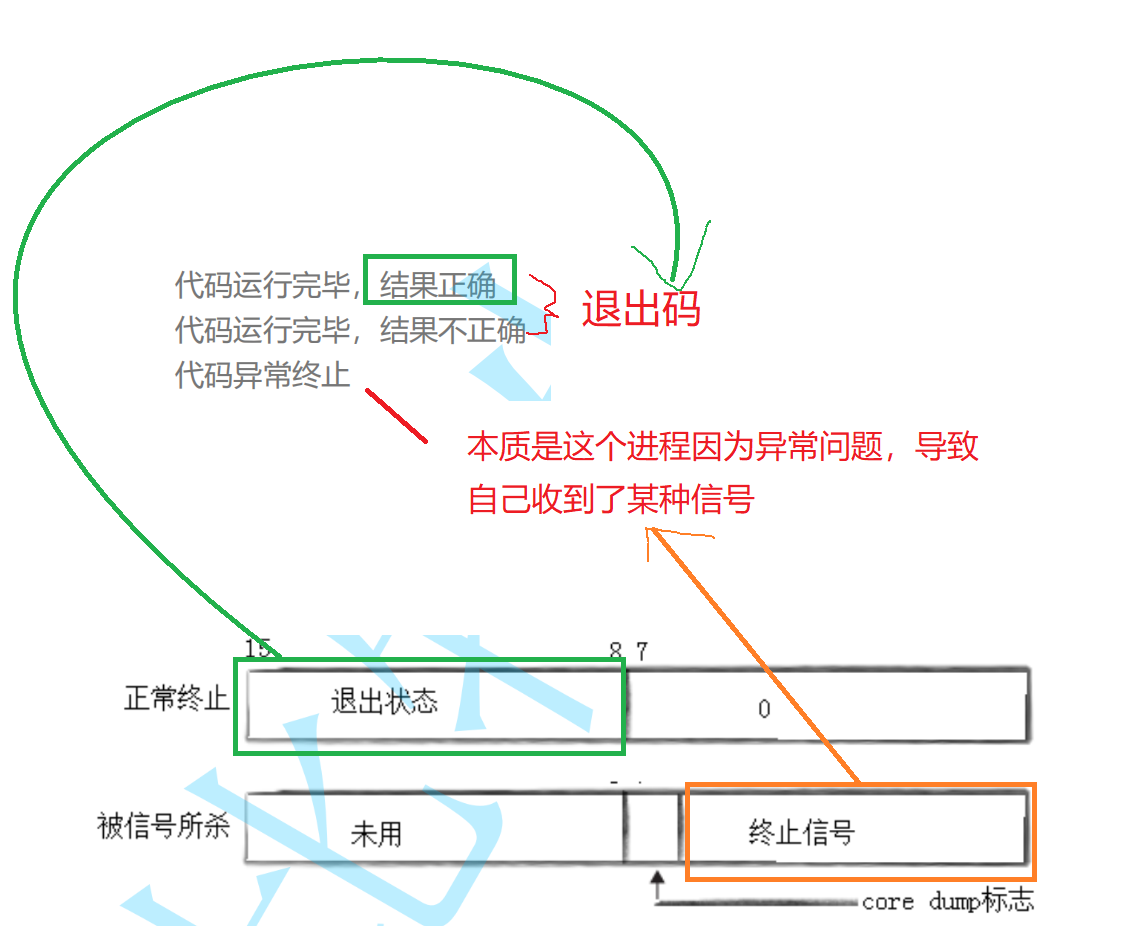 代码运行完毕，结果正确
代码运行完毕，结果不正确
退出码
代码异常终止
本质是这个进程因为异常问题，导致
自己收到了某种信号
15 8 7
正常终止 退出状态 0
被信号所杀 未用 终止信号
core dump标志